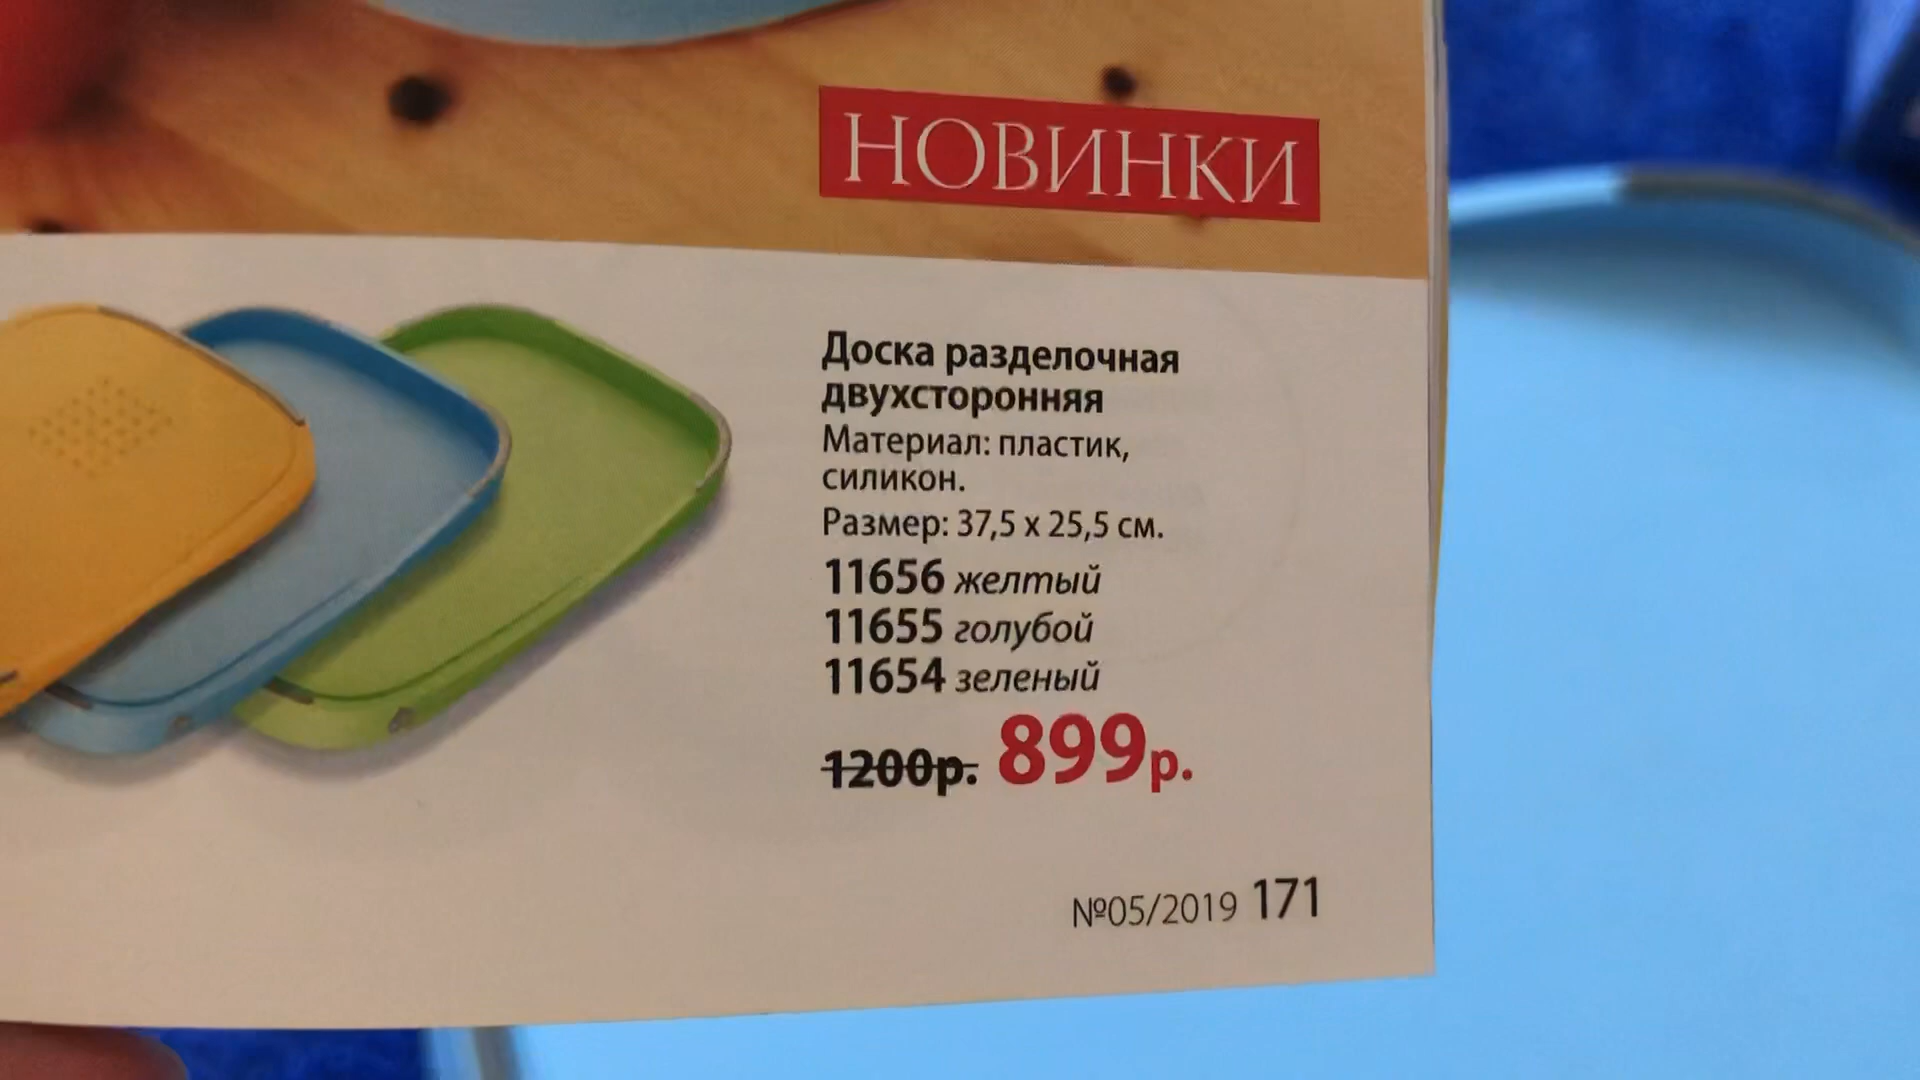 НОВИНКИ
Доска разделочная
двухсторонняя
Материал: пластик,
силикон.
Размер: 37,5 х 25,5 см.
11656 желтый
11655 голубой
11654 зеленый
1200р. 899р.
№05/2019 171